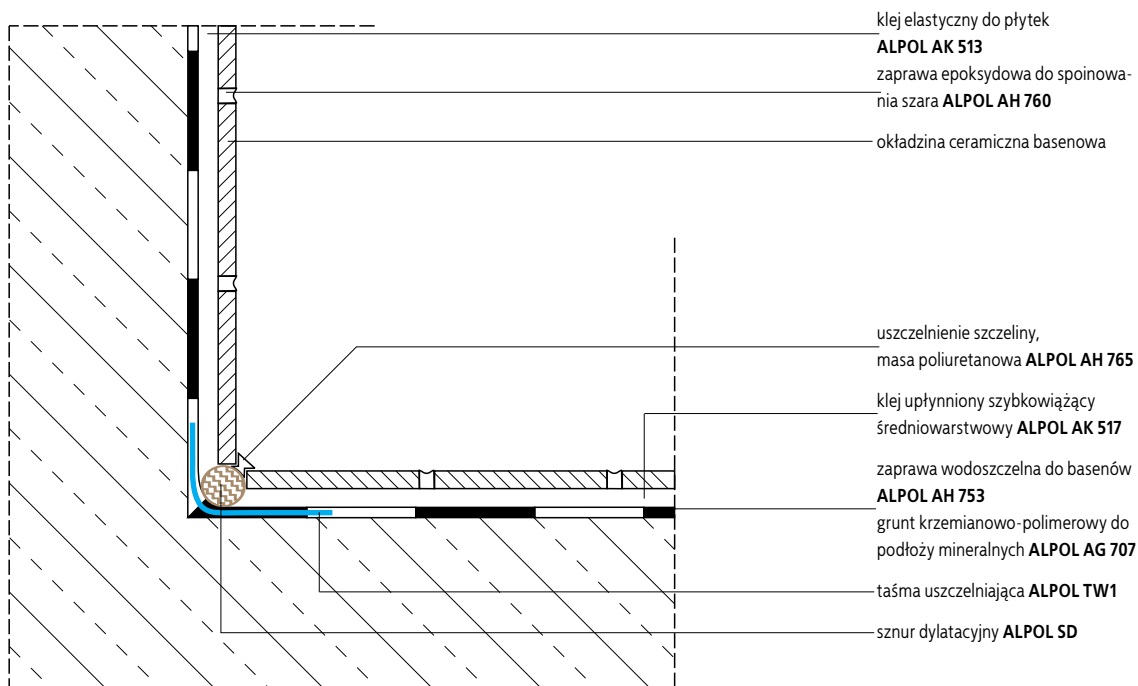 klej elastyczny do płytek
ALPOL AK 513
zaprawa epoksydowa do spoinowa-
nia szara ALPOL AH 760
okładzina ceramiczna basenowa
uszczelnienie szczeliny,
masa poliuretanowa ALPOL AH 765
klej upłynniony szybkowiążący
średniowarstwowy ALPOL AK 517
zaprawa wodoszczelna do basenów
ALPOL AH 753
grunt krzemianowo-polimerowy do
podłoży mineralnych ALPOL AG 707
taśma uszczelniająca ALPOL TW1
sznur dylatacyjny ALPOL SD